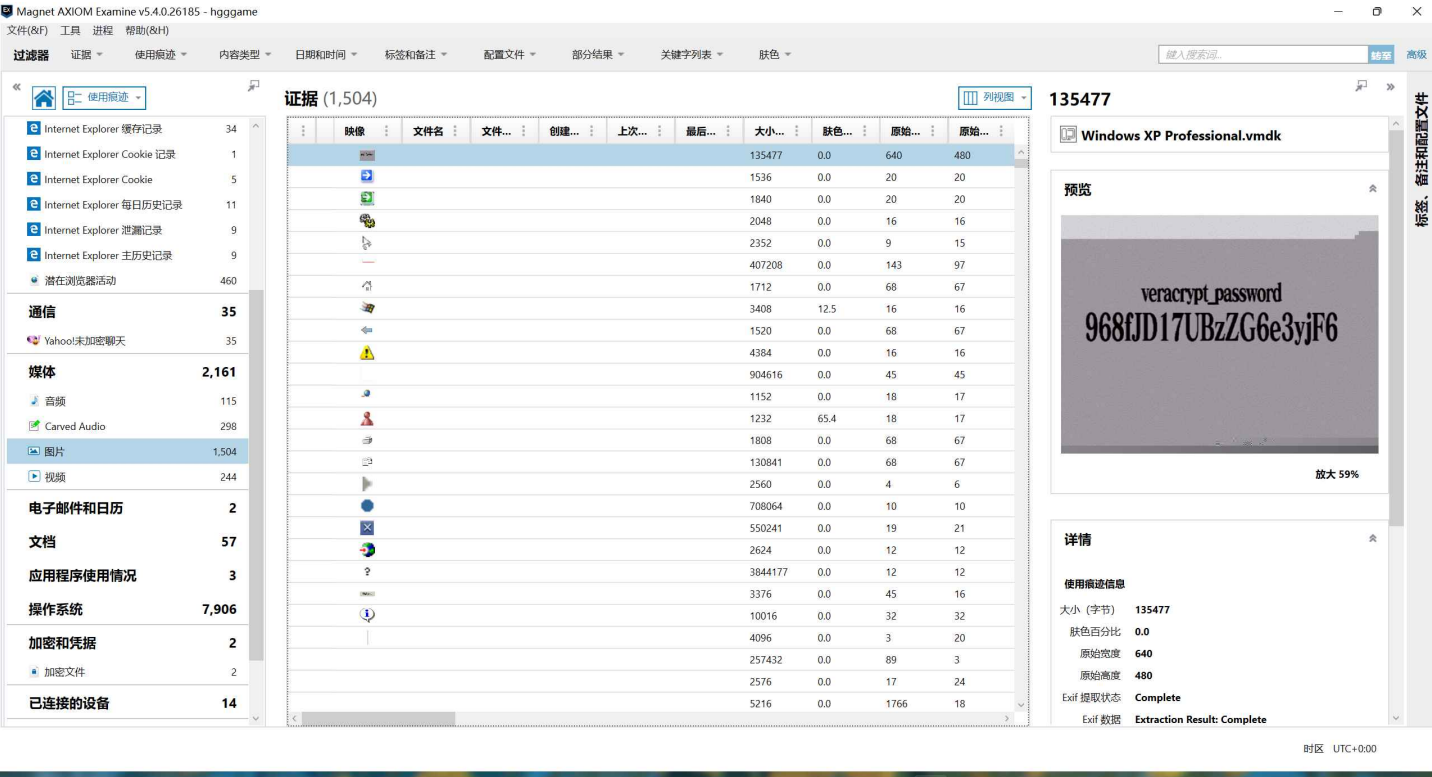 Magnet AXIOM Examine v5.4.0.26185 - hgggame
文件(&F) 工具 进程 帮助(&H)
过滤器 证据 使用痕迹 内容类型 日期和时间 标签和备注 配置文件 部分结果 关键字列表 肤色 键入搜索词... 转至 高级
使用痕迹
Internet Explorer 缓存记录 34
Internet Explorer Cookie 记录 1
Internet Explorer Cookie 5
Internet Explorer 每日历史记录 11
Internet Explorer 泄漏记录 9
Internet Explorer 主历史记录 9
潜在浏览器活动 460
通信 35
Yahoo!未加密聊天 35
媒体 2,161
音频 115
Carved Audio 298
图片 1,504
视频 244
电子邮件和日历 2
文档 57
应用程序使用情况 3
操作系统 7,906
加密和凭据 2
加密文件 2
已连接的设备 14
证据 (1,504) 列视图
映像 文件名 文件... 创建... 上次... 最后... 大小... 肤色... 原始... 原始...
135477 0.0 640 480
1536 0.0 20 20
1840 0.0 20 20
2048 0.0 16 16
2352 0.0 9 15
407208 0.0 143 97
1712 0.0 68 67
3408 12.5 16 16
1520 0.0 68 67
4384 0.0 16 16
904616 0.0 45 45
1152 0.0 18 17
1232 65.4 18 17
1808 0.0 68 67
130841 0.0 68 67
2560 0.0 4 6
708064 0.0 10 10
550241 0.0 19 21
2624 0.0 12 12
3844177 0.0 12 12
3376 0.0 45 16
10016 0.0 32 32
4096 0.0 3 20
257432 0.0 89 3
2576 0.0 17 24
5216 0.0 1766 18
135477
Windows XP Professional.vmdk
预览
veracrypt_password
968fJD17UBzZG6e3yjF6
放大 59%
详情
使用痕迹信息
大小（字节） 135477
肤色百分比 0.0
原始宽度 640
原始高度 480
Exif 提取状态 Complete
Exif 数据 Extraction Result: Complete
标签、备注和配置文件
时区 UTC+0:00